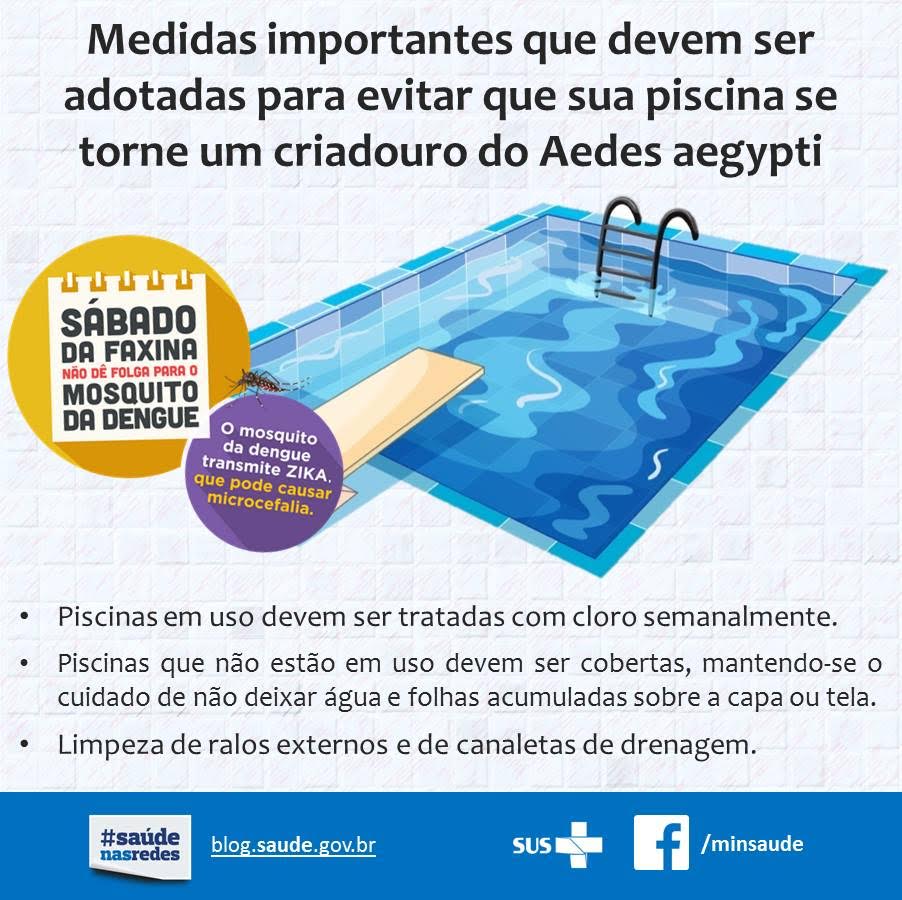 Medidas importantes que devem ser
adotadas para evitar que sua piscina se
torne um criadouro do Aedes aegypti
SÁBADO
DA FAXINA
NÃO DÊ FOLGA PARA O
MOSQUITO
DA DENGUE
O mosquito
da dengue
transmite ZIKA,
que pode causar
microcefalia.
• Piscinas em uso devem ser tratadas com cloro semanalmente.
• Piscinas que não estão em uso devem ser cobertas, mantendo-se o
cuidado de não deixar água e folhas acumuladas sobre a capa ou tela.
• Limpeza de ralos externos e de canaletas de drenagem.
#saúde
nasredes
blog.saude.gov.br
SUS
f
/minsaude